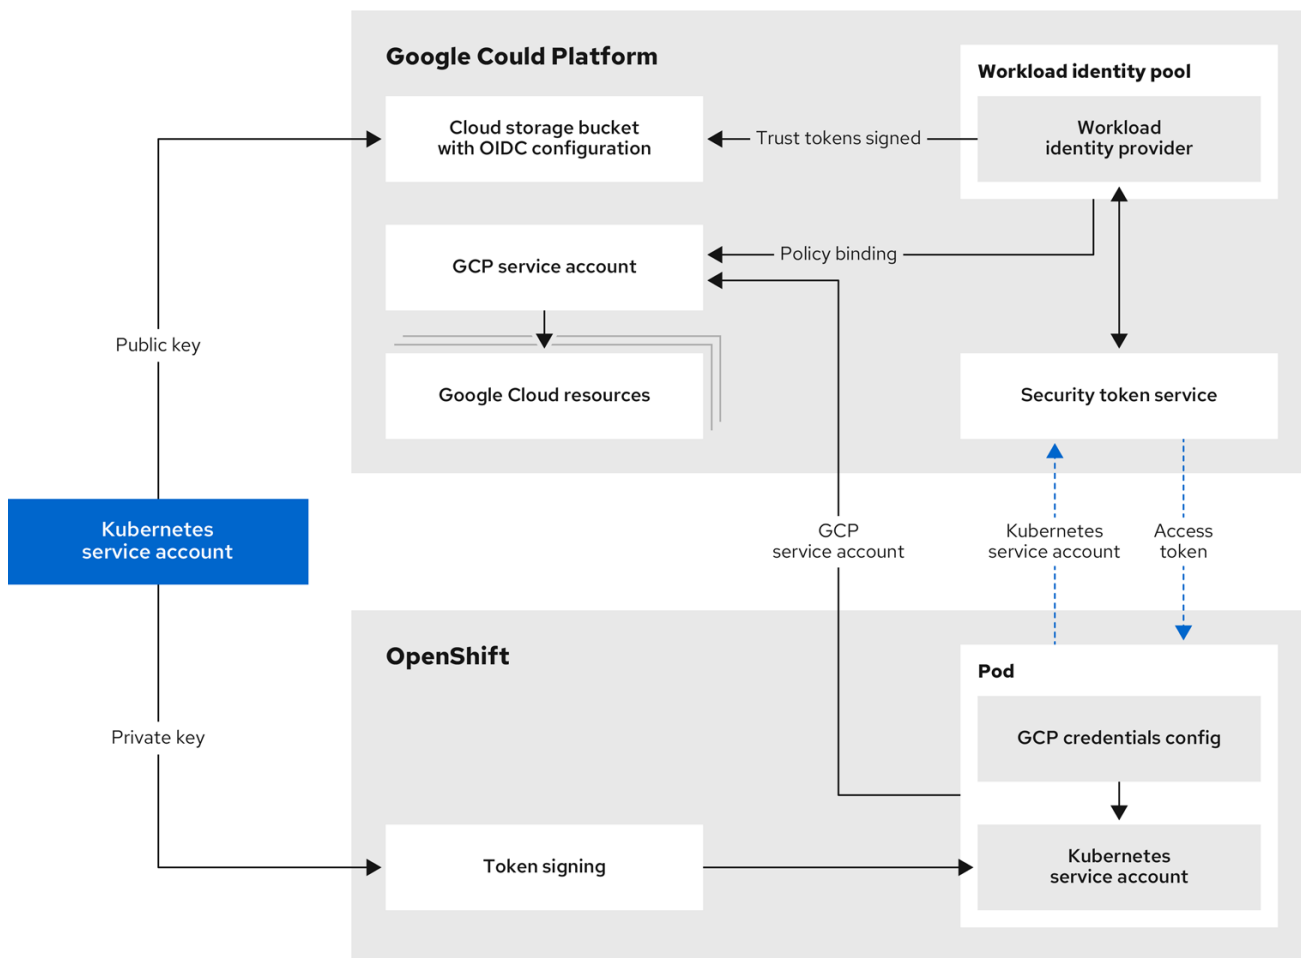 Google Could Platform
Workload identity pool
Cloud storage bucket
with OIDC configuration
Trust tokens signed
Workload
identity provider
Policy binding
GCP service account
Public key
Google Cloud resources
Security token service
Kubernetes
service account
GCP
service account
Kubernetes
service account
Access
token
OpenShift
Pod
GCP credentials config
Private key
Token signing
Kubernetes
service account